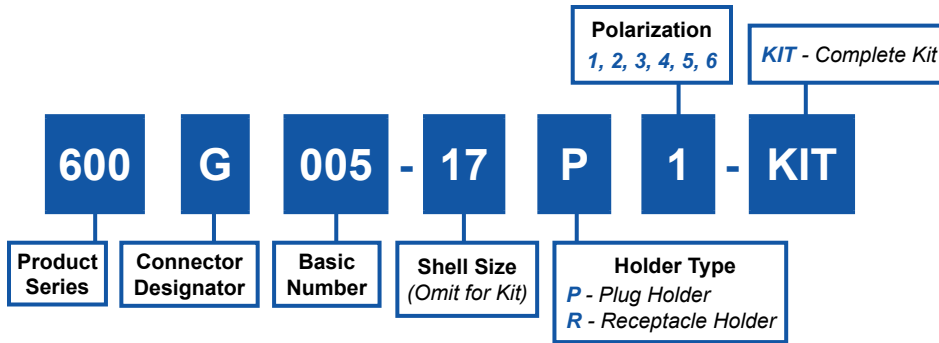 Polarization
1, 2, 3, 4, 5, 6
KIT - Complete Kit
600 G 005 - 17 P 1 - KIT
Product
Series
Connector
Designator
Basic
Number
Shell Size
(Omit for Kit)
Holder Type
P - Plug Holder
R - Receptacle Holder